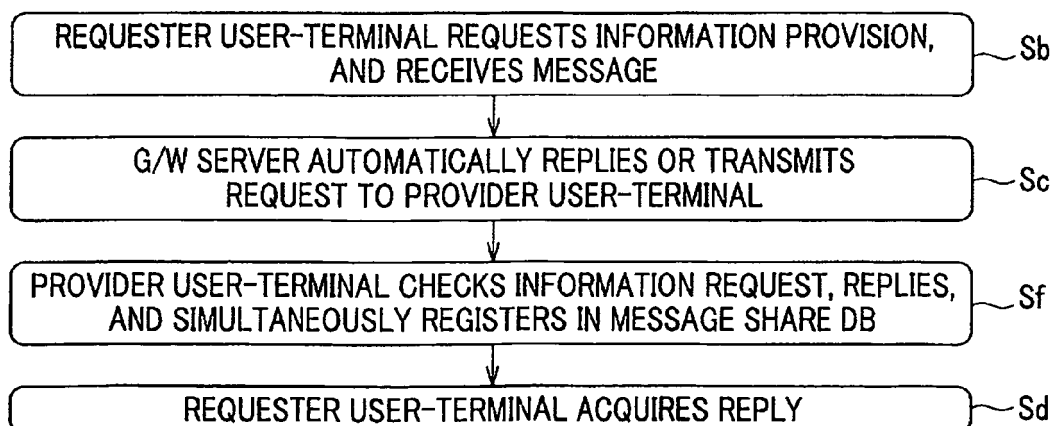 REQUESTER USER-TERMINAL REQUESTS INFORMATION PROVISION,
AND RECEIVES MESSAGE
Sb
G/W SERVER AUTOMATICALLY REPLIES OR TRANSMITS
REQUEST TO PROVIDER USER-TERMINAL
Sc
PROVIDER USER-TERMINAL CHECKS INFORMATION REQUEST, REPLIES,
AND SIMULTANEOUSLY REGISTERS IN MESSAGE SHARE DB
Sf
REQUESTER USER-TERMINAL ACQUIRES REPLY
Sd